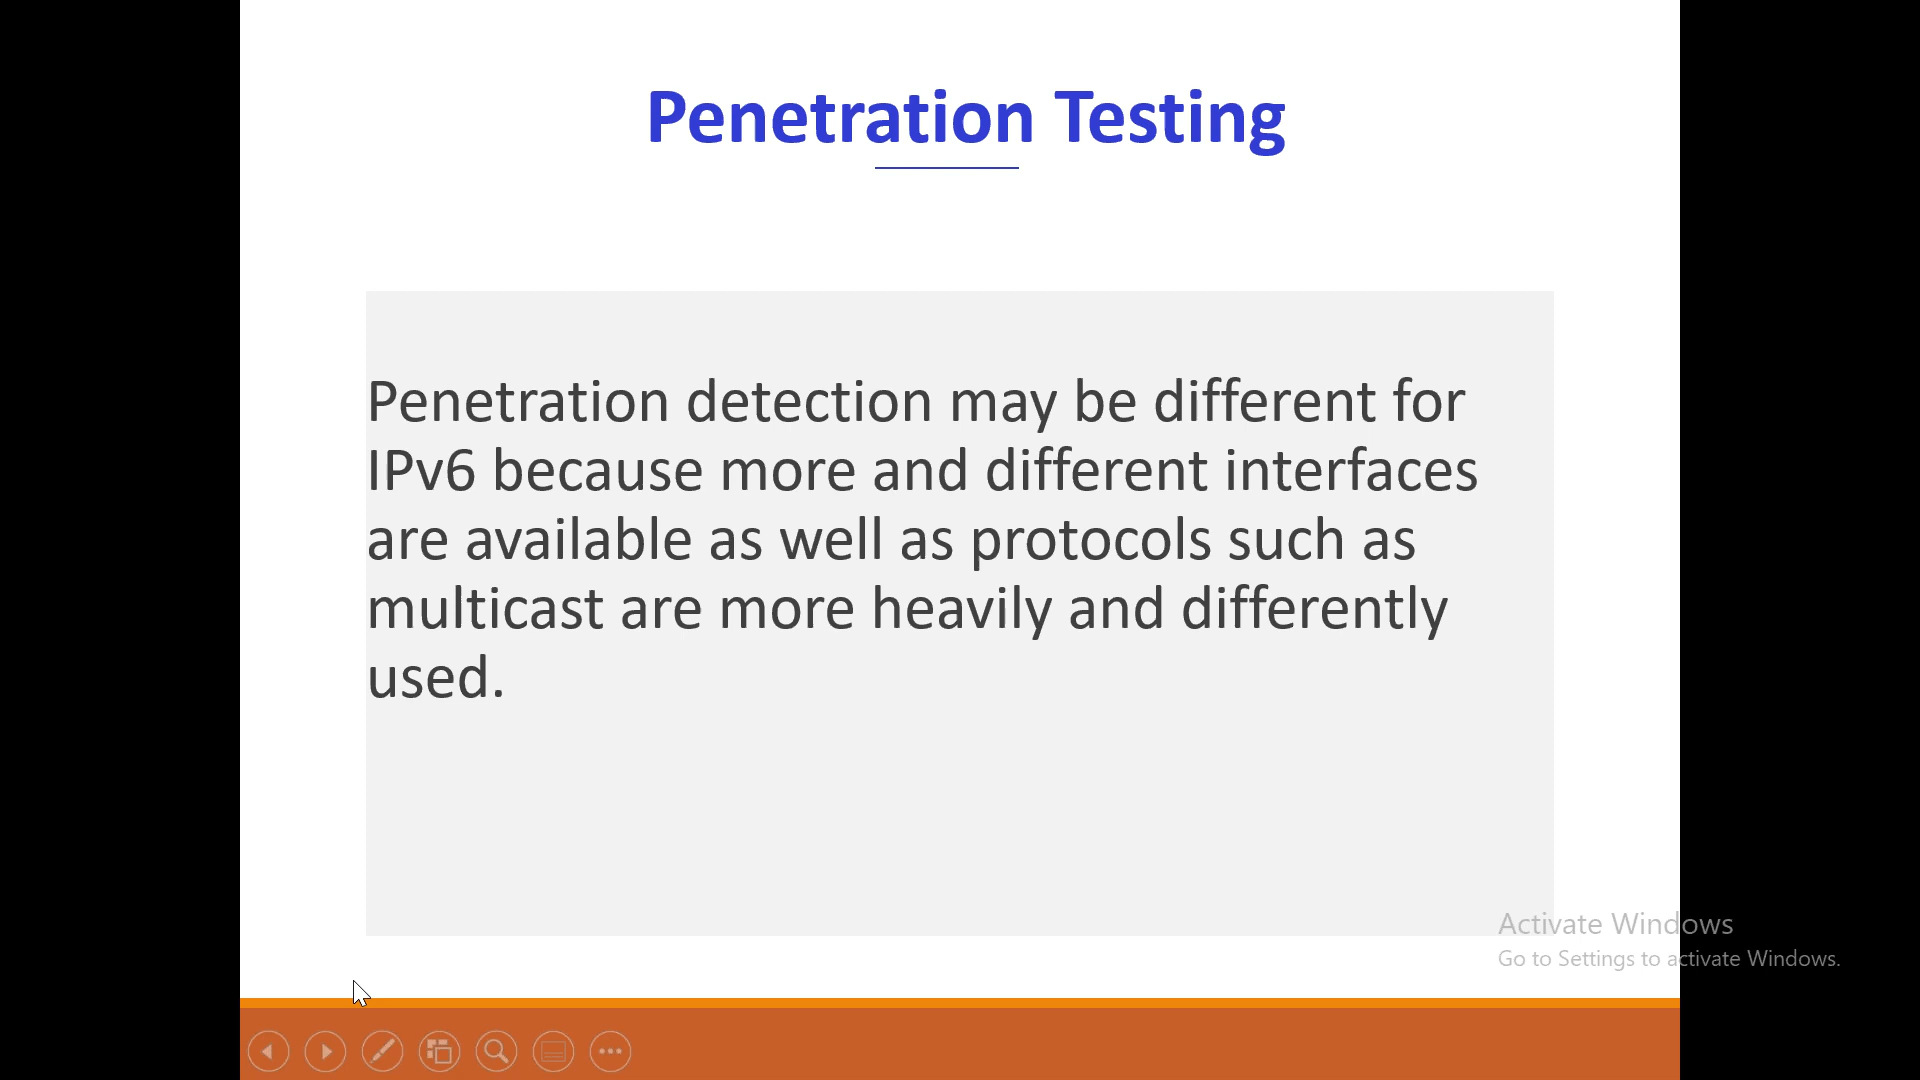 Penetration Testing
Penetration detection may be different for
IPv6 because more and different interfaces
are available as well as protocols such as
multicast are more heavily and differently
used.
Activate Windows
Go to Settings to activate Windows.